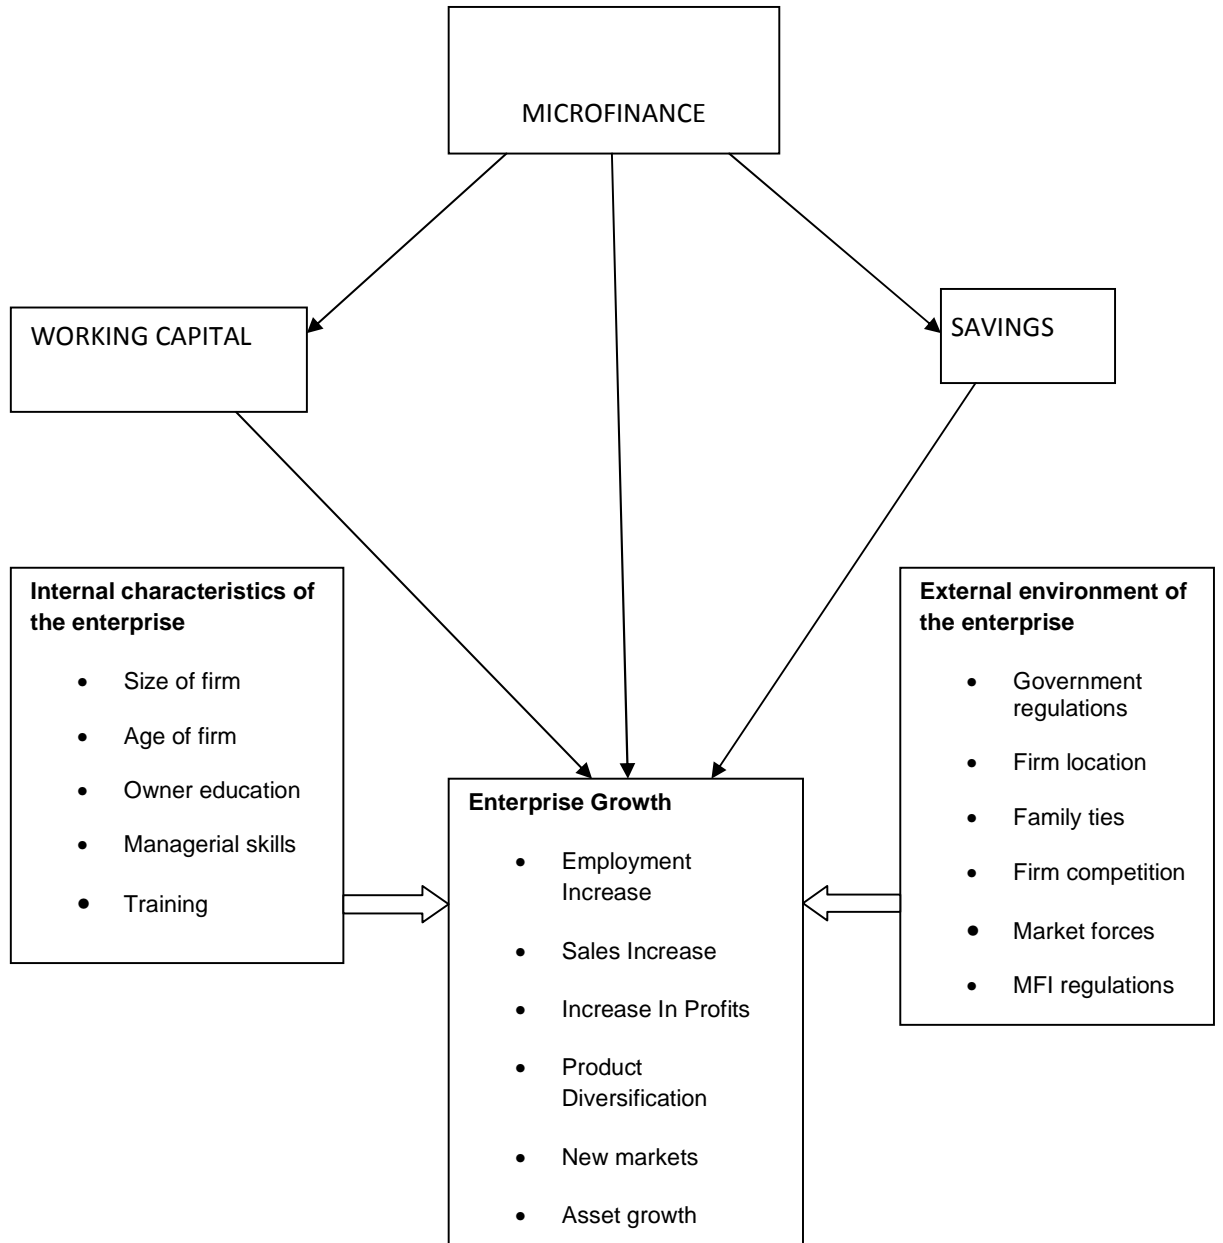 MICROFINANCE
WORKING CAPITAL
SAVINGS
Internal characteristics of
the enterprise
• Size of firm
• Age of firm
• Owner education
• Managerial skills
• Training
External environment of
the enterprise
• Government
regulations
• Firm location
• Family ties
• Firm competition
• Market forces
• MFI regulations
Enterprise Growth
• Employment
Increase
• Sales Increase
• Increase In Profits
• Product
Diversification
• New markets
• Asset growth